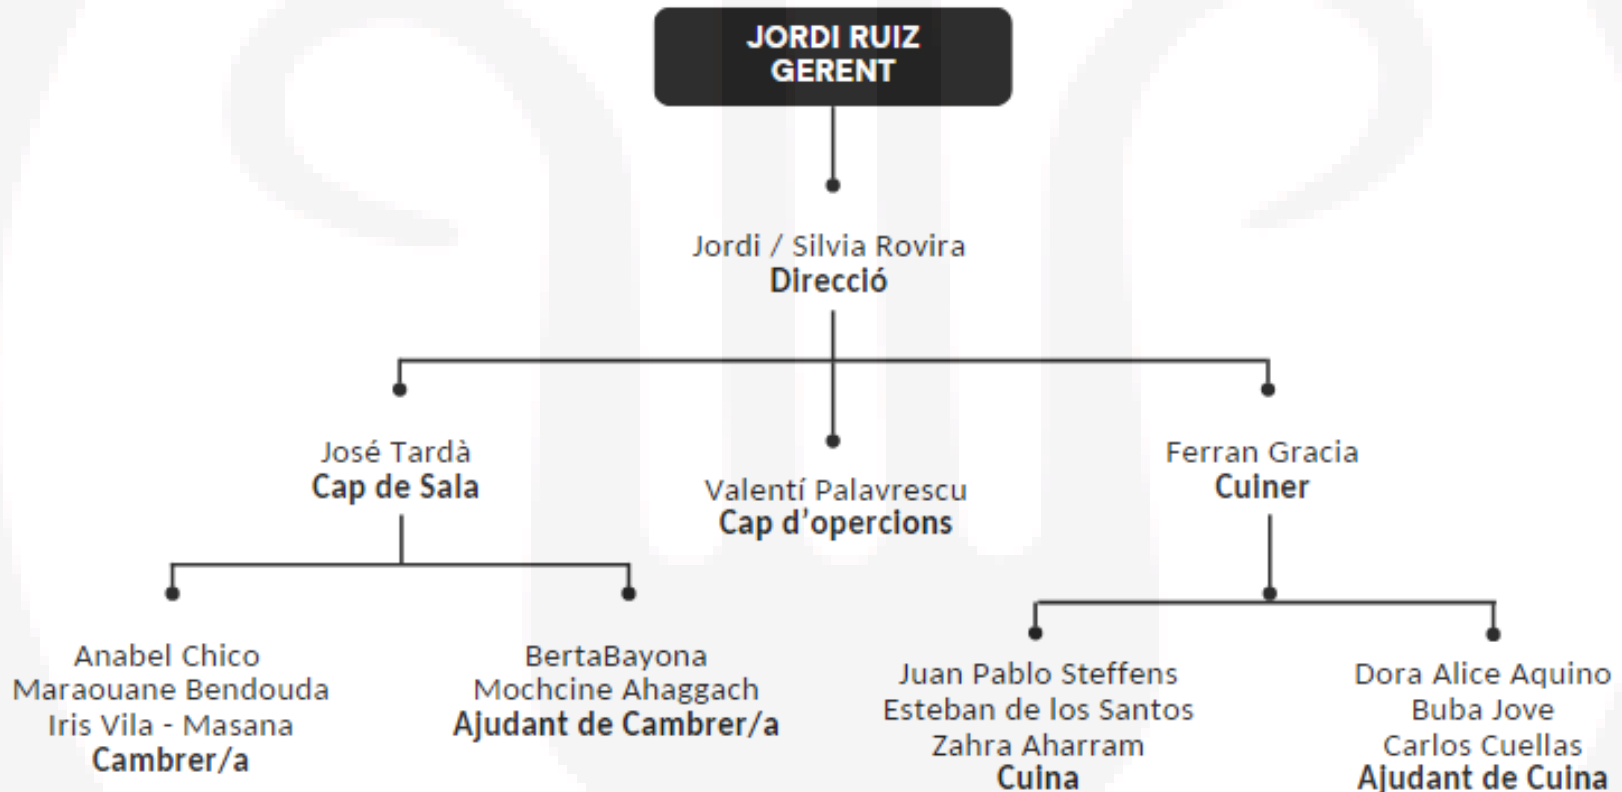 JORDI RUIZ
GERENT
Jordi / Silvia Rovira
Direcció
José Tardà
Cap de Sala
Valentí Palavrescu
Cap d'opercions
Ferran Gracia
Cuiner
Anabel Chico
Maraouane Bendouda
Iris Vila - Masana
Cambrer/a
BertaBayona
Mochcine Ahaggach
Ajudant de Cambrer/a
Juan Pablo Steffens
Esteban de los Santos
Zahra Aharram
Cuina
Dora Alice Aquino
Buba Jove
Carlos Cuellas
Ajudant de Cuina